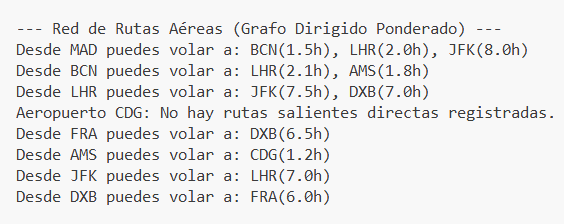 --- Red de Rutas Aéreas (Grafo Dirigido Ponderado) ---
Desde MAD puedes volar a: BCN(1.5h), LHR(2.0h), JFK(8.0h)
Desde BCN puedes volar a: LHR(2.1h), AMS(1.8h)
Desde LHR puedes volar a: JFK(7.5h), DXB(7.0h)
Aeropuerto CDG: No hay rutas salientes directas registradas.
Desde FRA puedes volar a: DXB(6.5h)
Desde AMS puedes volar a: CDG(1.2h)
Desde JFK puedes volar a: LHR(7.0h)
Desde DXB puedes volar a: FRA(6.0h)